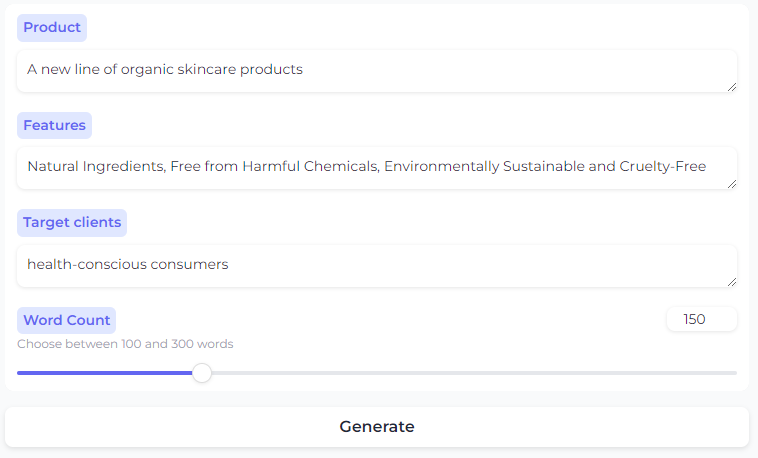 Product
A new line of organic skincare products
Features
Natural Ingredients, Free from Harmful Chemicals, Environmentally Sustainable and Cruelty-Free
Target clients
health-conscious consumers
Word Count
150
Choose between 100 and 300 words
Generate